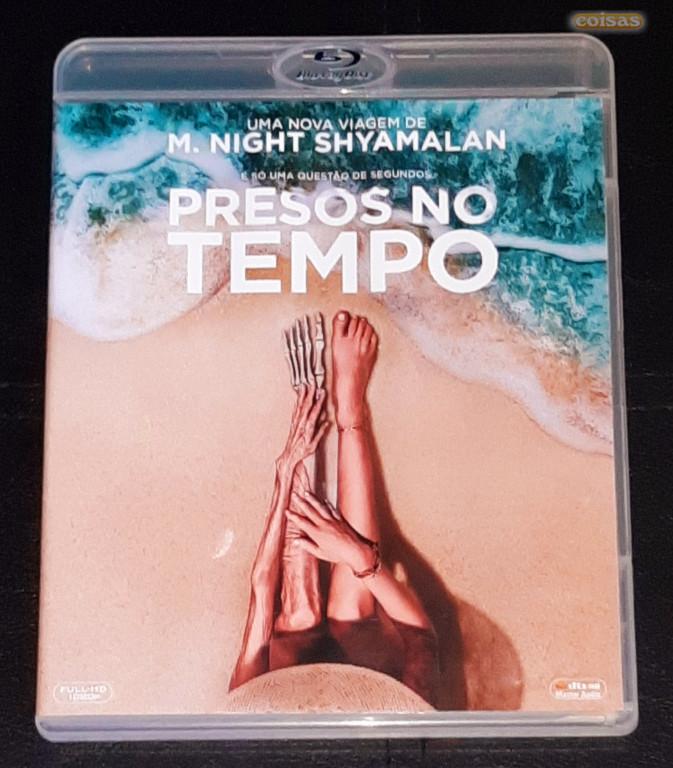 coisas
Blu-ray Disc
UMA NOVA VIAGEM DE
M. NIGHT SHYAMALAN
É SÓ UMA QUESTÃO DE SEGUNDOS.
PRESOS NO
TEMPO
FULL-HD
dts-HD
Master Audio